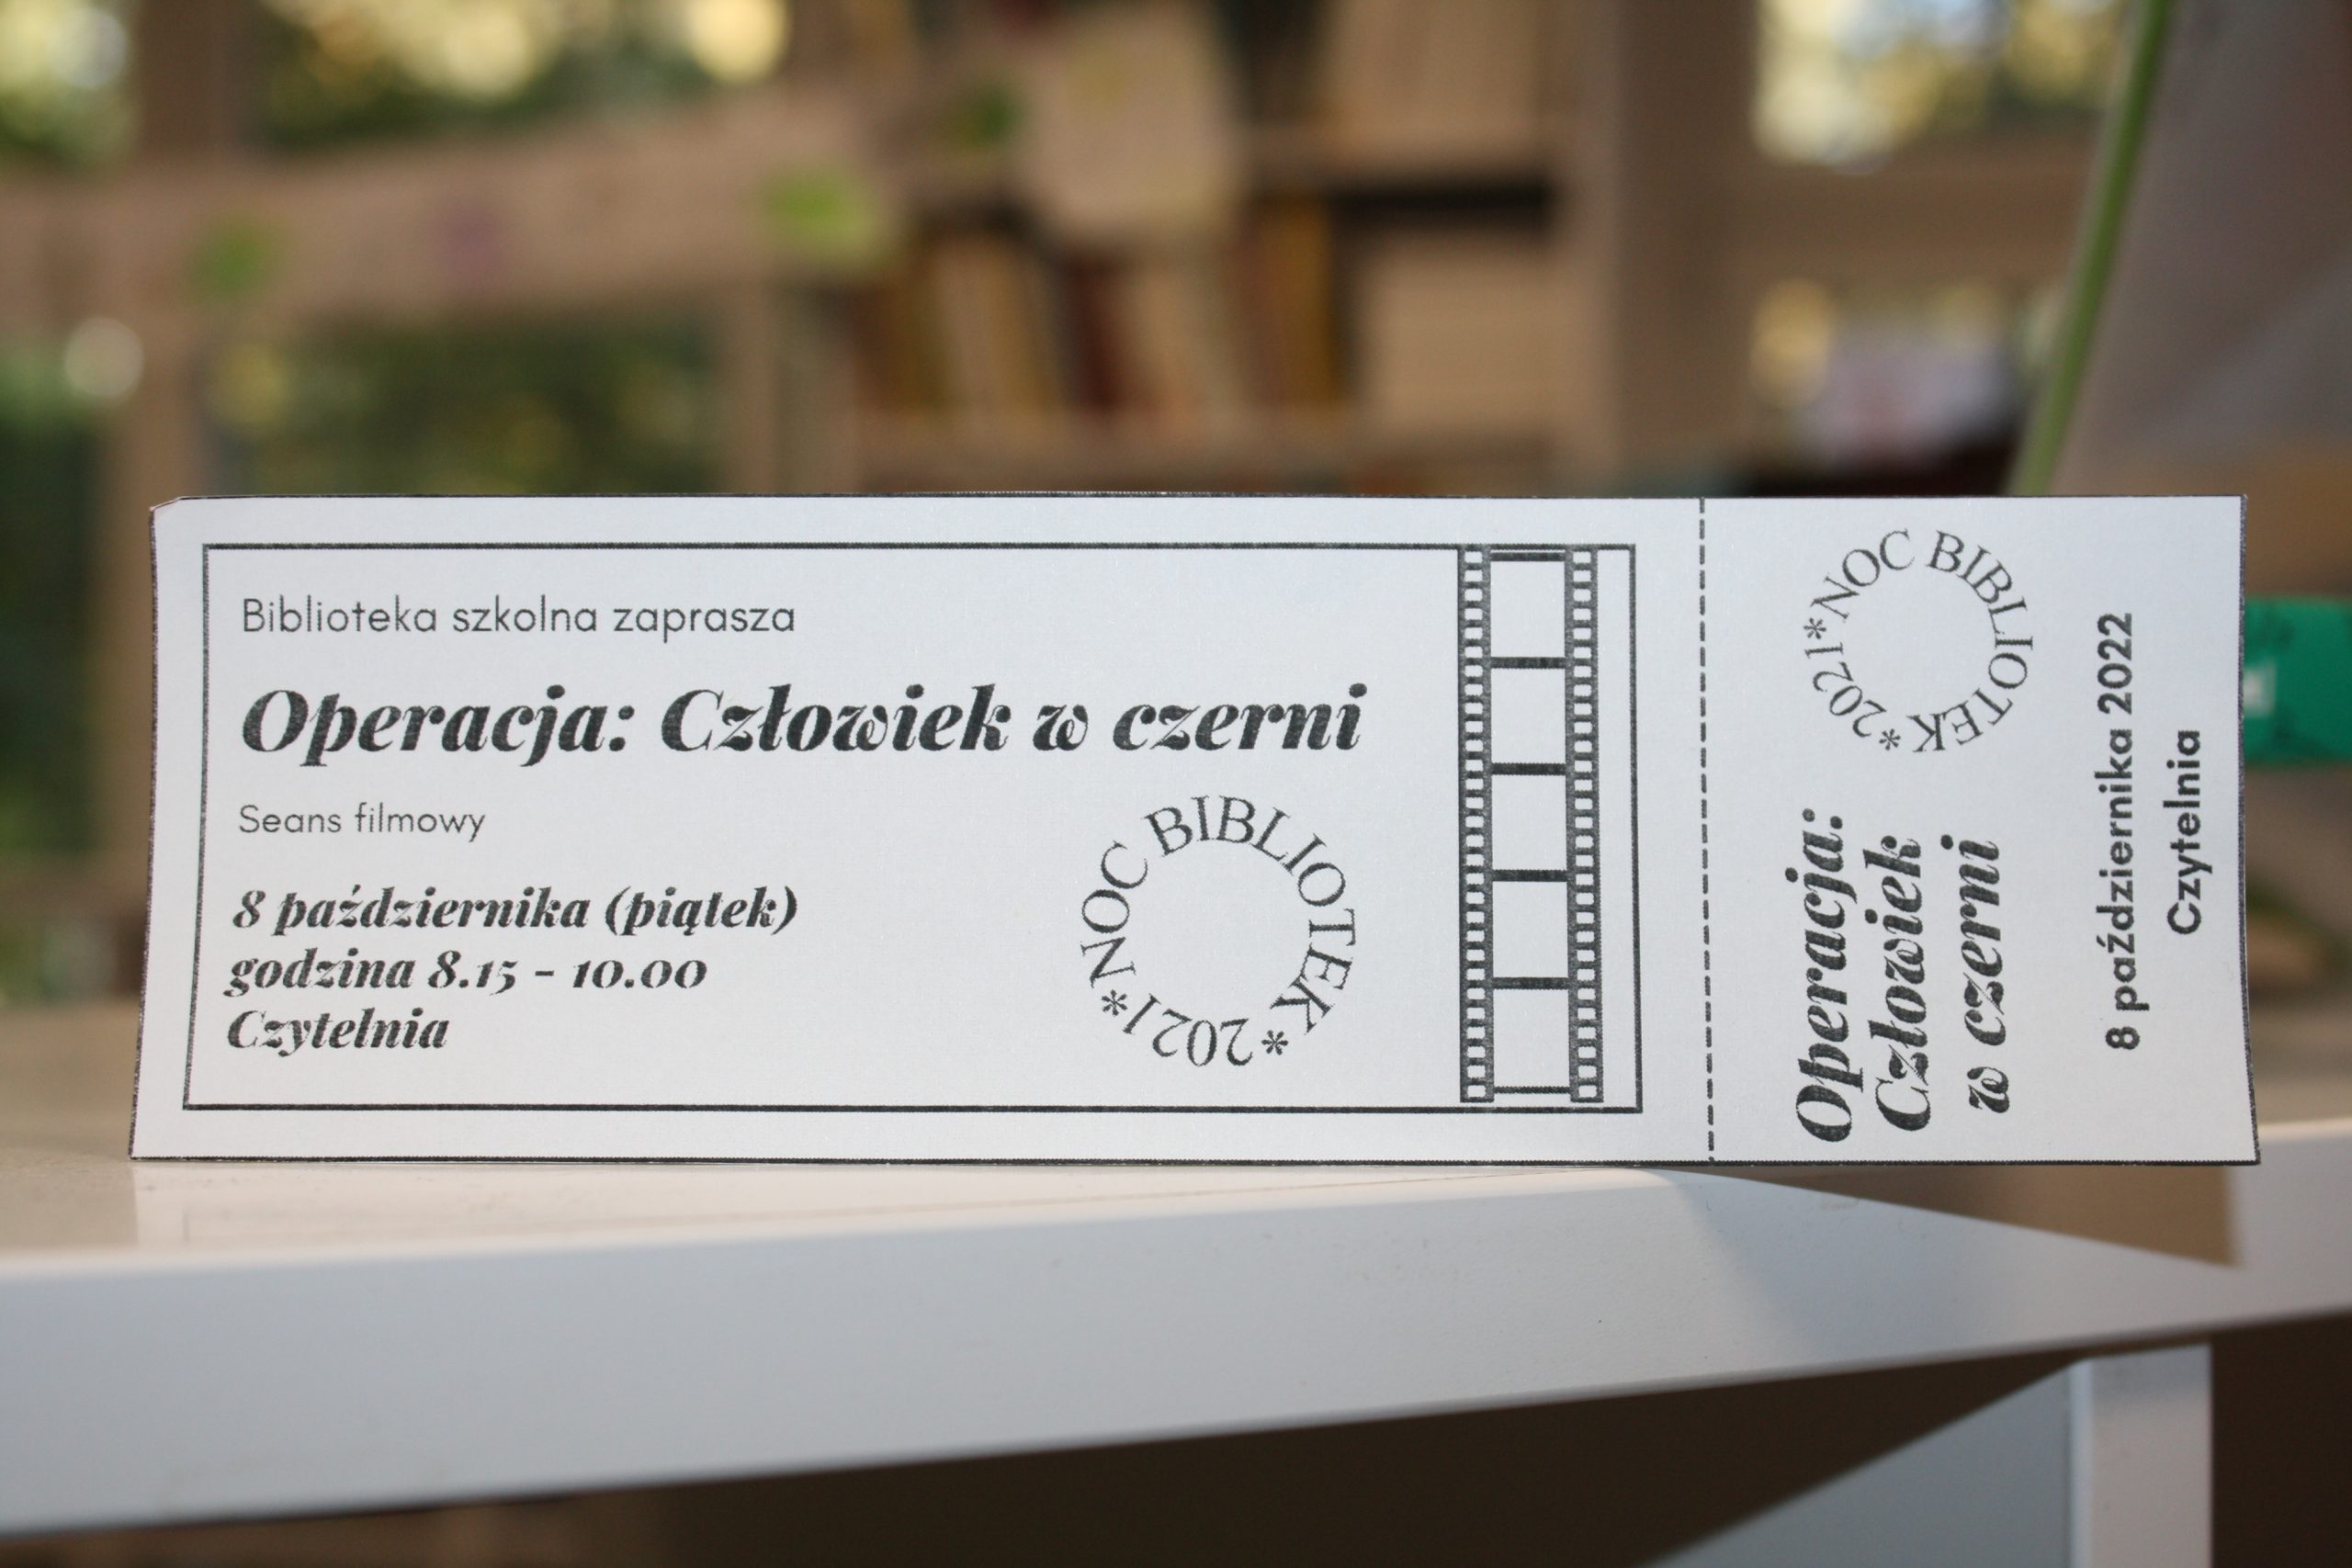 Biblioteka szkolna zaprasza
Operacja: Człowiek w czerni
Seans filmowy
8 października (piątek)
godzina 8.15 - 10.00
Czytelnia
NOC BIBLIOTEK*2021*
NOC BIBLIOTEK*2021*
Operacja:
Człowiek
w czerni
8 października 2022
Czytelnia